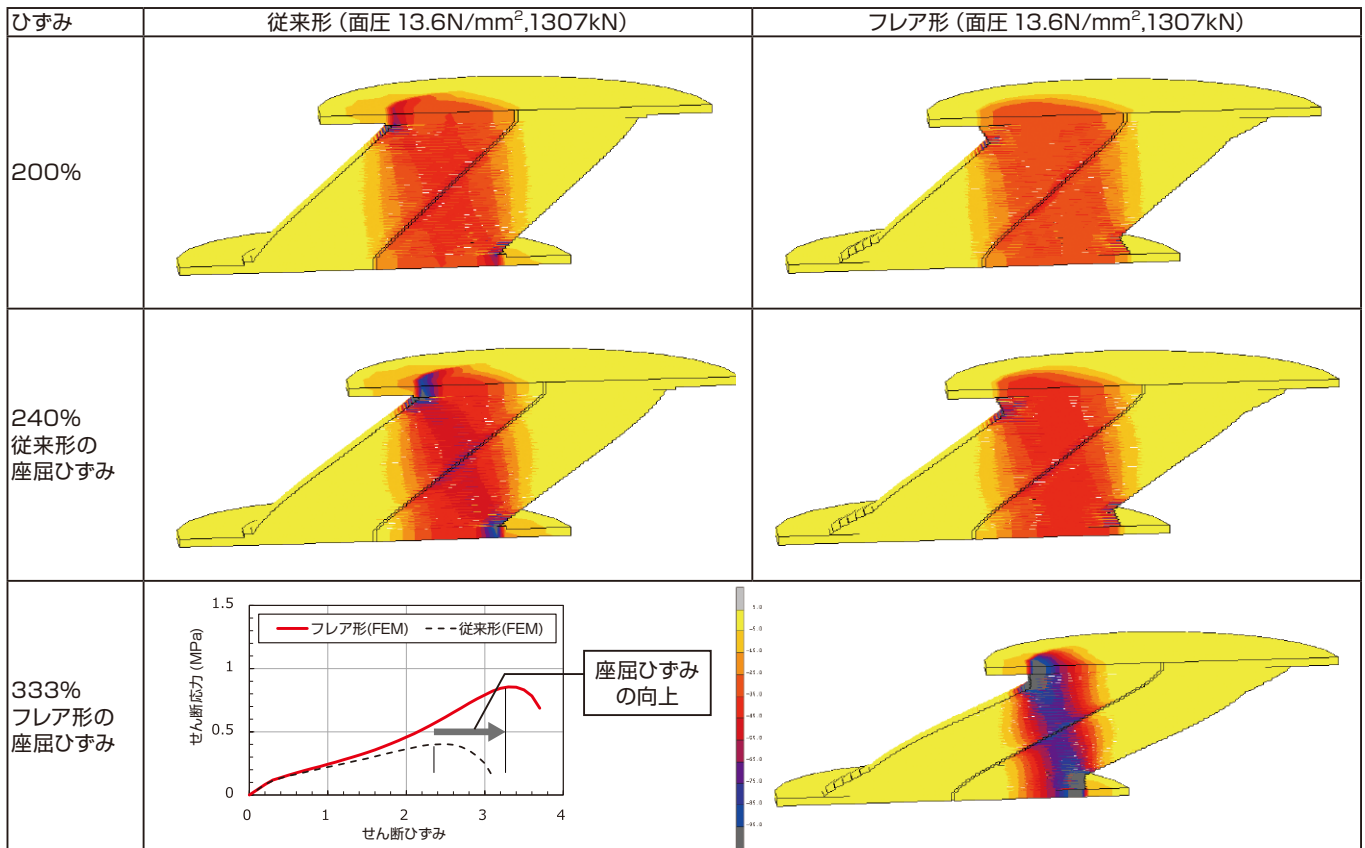 ひずみ
従来形（面圧 13.6N/mm²,1307kN）
フレア形（面圧 13.6N/mm²,1307kN）
200%
240%
従来形の
座屈ひずみ
333%
フレア形の
座屈ひずみ
せん断応力 (MPa)
1.5
1
0.5
0
フレア形(FEM)
従来形(FEM)
0 1 2 3 4
せん断ひずみ
座屈ひずみ
の向上